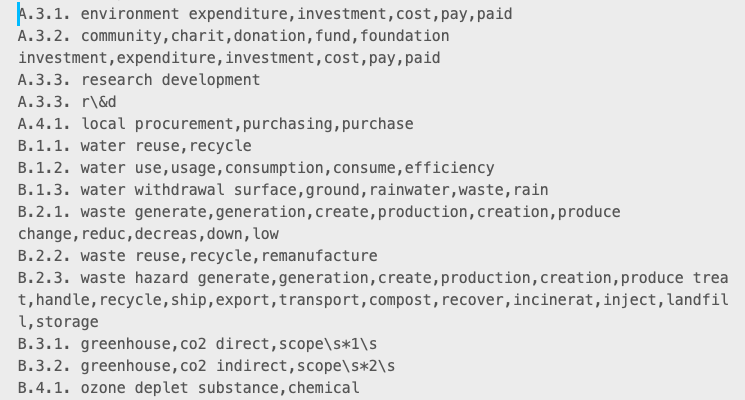 A.3.1. environment expenditure,investment,cost,pay,paid
A.3.2. community,charit,donation,fund,foundation
investment,expenditure,investment,cost,pay,paid
A.3.3. research development
A.3.3. r\&d
A.4.1. local procurement,purchasing,purchase
B.1.1. water reuse,recycle
B.1.2. water use,usage,consumption,consume,efficiency
B.1.3. water withdrawal surface,ground,rainwater,waste,rain
B.2.1. waste generate,generation,create,production,creation,produce
change,reduc,decreas,down,low
B.2.2. waste reuse,recycle,remanufacture
B.2.3. waste hazard generate,generation,create,production,creation,produce trea
t,handle,recycle,ship,export,transport,compost,recover,incinerat,inject,landfil
l,storage
B.3.1. greenhouse,co2 direct,scope\s*1\s
B.3.2. greenhouse,co2 indirect,scope\s*2\s
B.4.1. ozone deplet substance,chemical